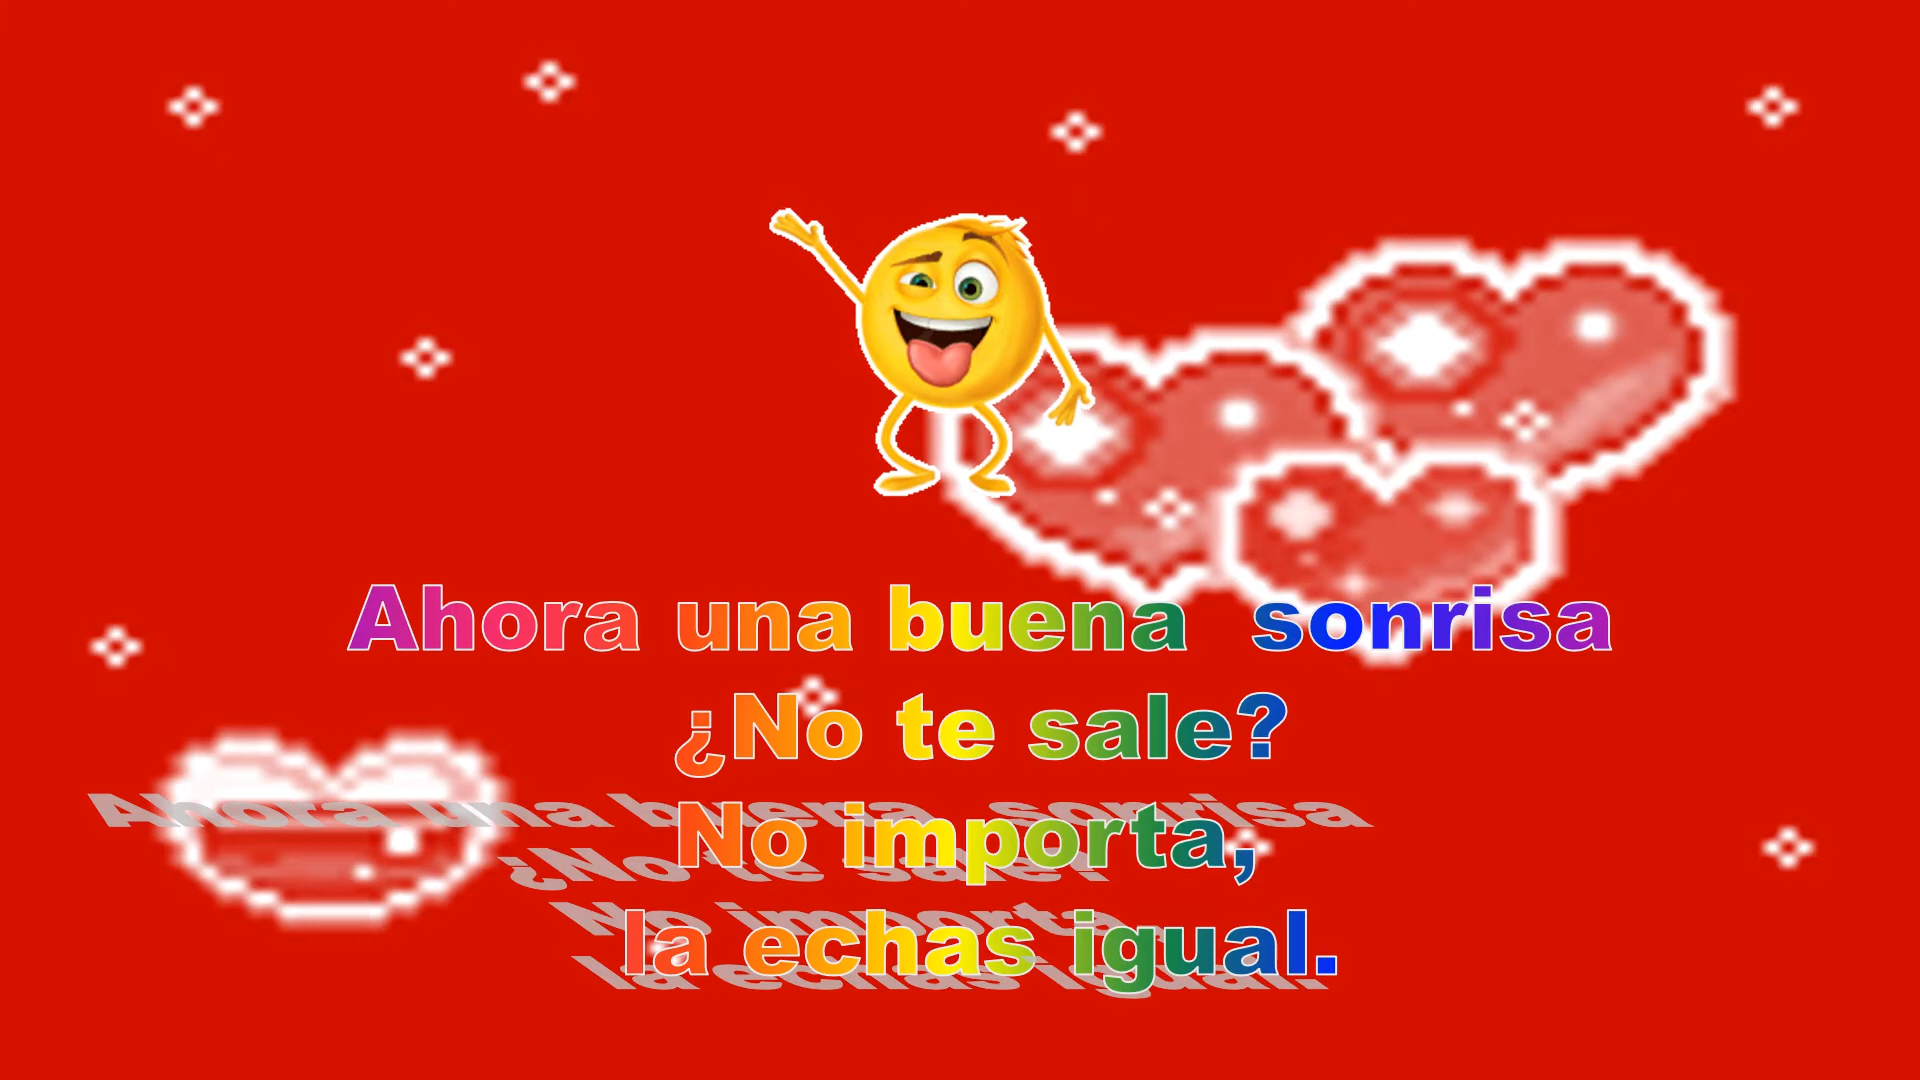 Ahora una buena  sonrisa
¿No te sale?
No importa,
la echas igual.